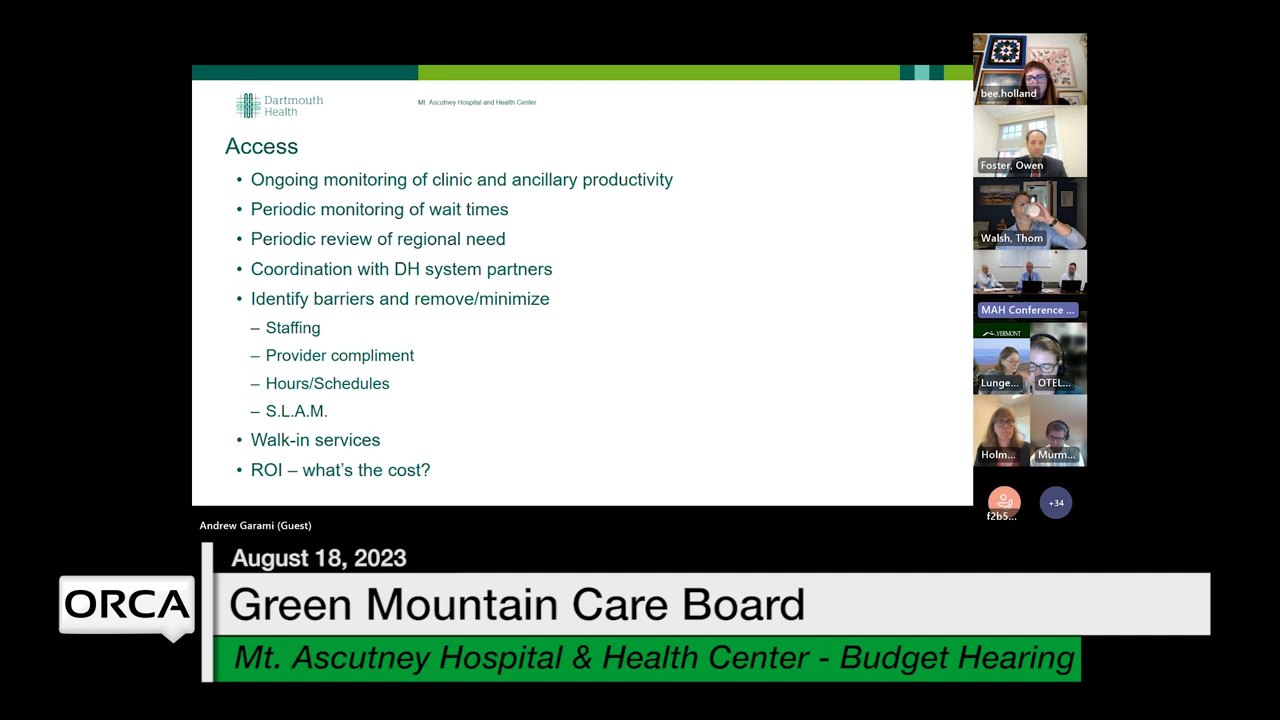 Dartmouth
Health
Mt Ascutney Hospital and Health Center
Access
• Ongoing monitoring of clinic and ancillary productivity
• Periodic monitoring of wait times
• Periodic review of regional need
• Coordination with DH system partners
• Identify barriers and remove/minimize
– Staffing
– Provider compliment
– Hours/Schedules
– S.L.A.M.
• Walk-in services
• ROI – what's the cost?
bee.holland
Foster, Owen
Walsh, Thom
MAH Conference ...
VERMONT
Lunge...
OTEL...
Holm...
Murm...
f2b5...
+34
Andrew Garami (Guest)
August 18, 2023
ORCA
Green Mountain Care Board
Mt. Ascutney Hospital & Health Center - Budget Hearing